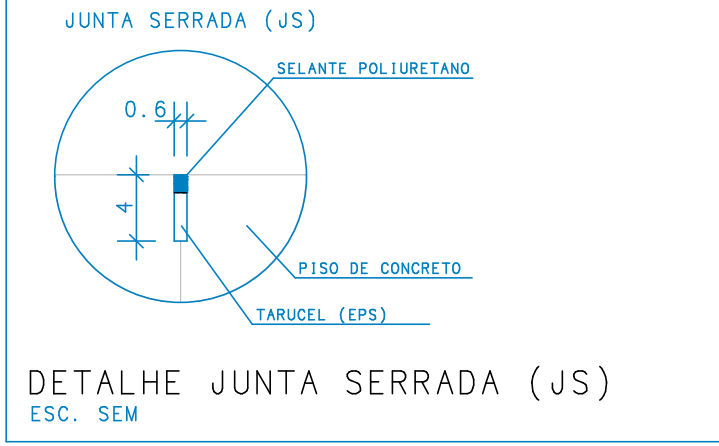 JUNTA SERRADA (JS)
SELANTE POLIURETANO
0.6
4
PISO DE CONCRETO
TARUCEL (EPS)
DETALHE JUNTA SERRADA (JS)
ESC. SEM